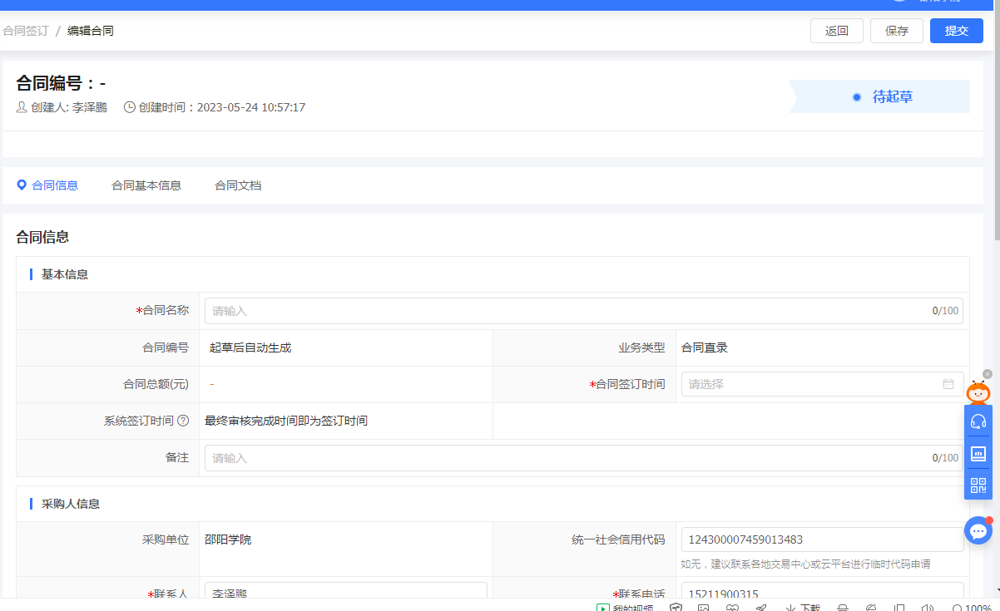 合同签订 / 编辑合同 返回 保存 提交
合同编号：-
创建人: 李泽鹏 创建时间：2023-05-24 10:57:17
待起草
合同信息 合同基本信息 合同文档
合同信息
基本信息
*合同名称 请输入 0/100
合同编号 起草后自动生成 业务类型 合同直录
合同总额(元) - *合同签订时间 请选择
系统签订时间 最终审核完成时间即为签订时间
备注 请输入 0/100
采购人信息
采购单位 邵阳学院 统一社会信用代码 124300007459013483
如无，建议联系各地交易中心或云平台进行临时代码申请
*联系人 李泽鹏 *联系电话 15211900315
我的视频 下载 100%